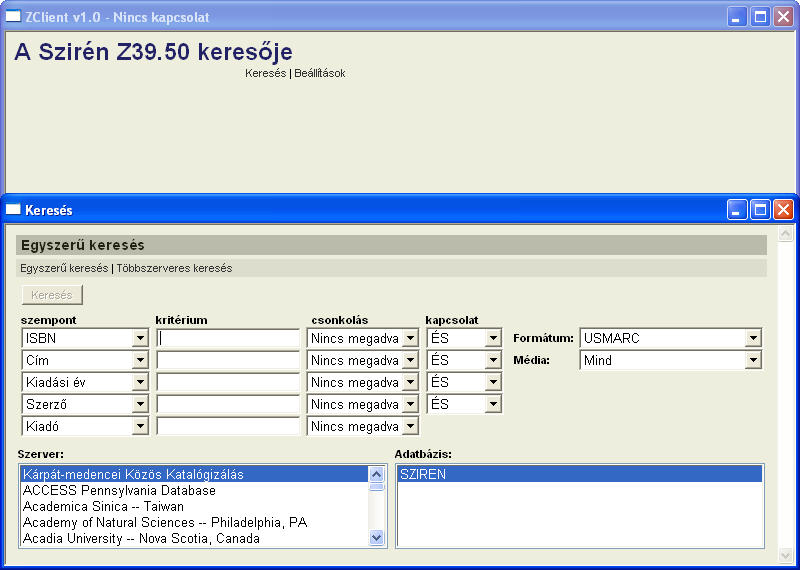 ZClient v1.0 - Nincs kapcsolat
A Szirén Z39.50 keresője
Keresés | Beállítások
Keresés
Egyszerű keresés
Egyszerű keresés | Többszerveres keresés
Keresés
szempont kritérium csonkolás kapcsolat
ISBN Nincs megadva ÉS Formátum: USMARC
Cím Nincs megadva ÉS Média: Mind
Kiadási év Nincs megadva ÉS
Szerző Nincs megadva ÉS
Kiadó Nincs megadva
Szerver: Adatbázis:
Kárpát-medencei Közös Katalógizálás SZIREN
ACCESS Pennsylvania Database
Academica Sinica -- Taiwan
Academy of Natural Sciences -- Philadelphia, PA
Acadia University -- Nova Scotia, Canada